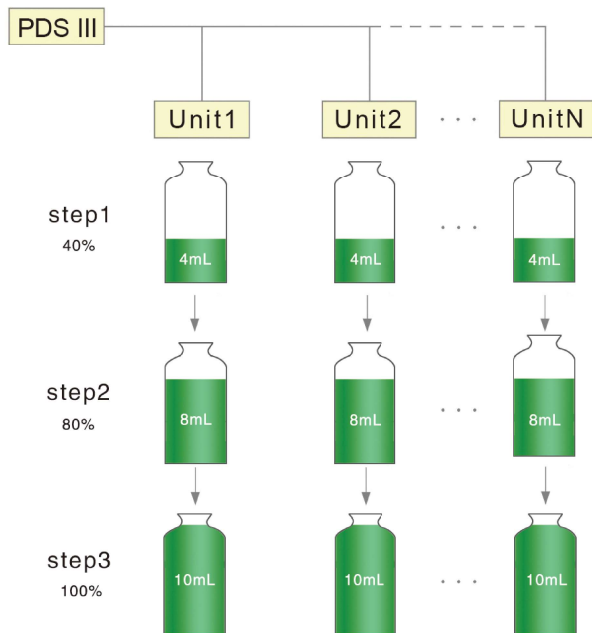 PDS III
Unit1 Unit2 · · · UnitN
step1
40%
4mL 4mL · · · 4mL
step2
80%
8mL 8mL · · · 8mL
step3
100%
10mL 10mL · · · 10mL